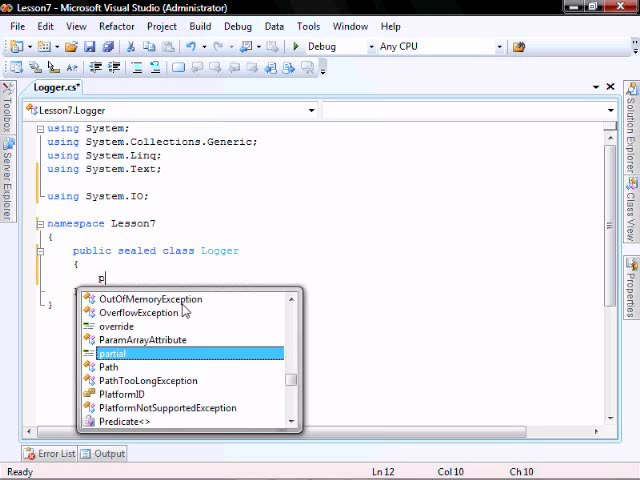 Lesson7 - Microsoft Visual Studio (Administrator)
File Edit View Refactor Project Build Debug Data Tools Window Help
Debug Any CPU
Logger.cs*
Lesson7.Logger
using System;
using System.Collections.Generic;
using System.Linq;
using System.Text;
using System.IO;
namespace Lesson7
{
public sealed class Logger
{
p
OutOfMemoryException
OverflowException
override
ParamArrayAttribute
partial
Path
PathTooLongException
PlatformID
PlatformNotSupportedException
Predicate<>
}
Toolbox
Server Explorer
Solution Explorer
Class View
Properties
Error List Output
Ready Ln 12 Col 10 Ch 10